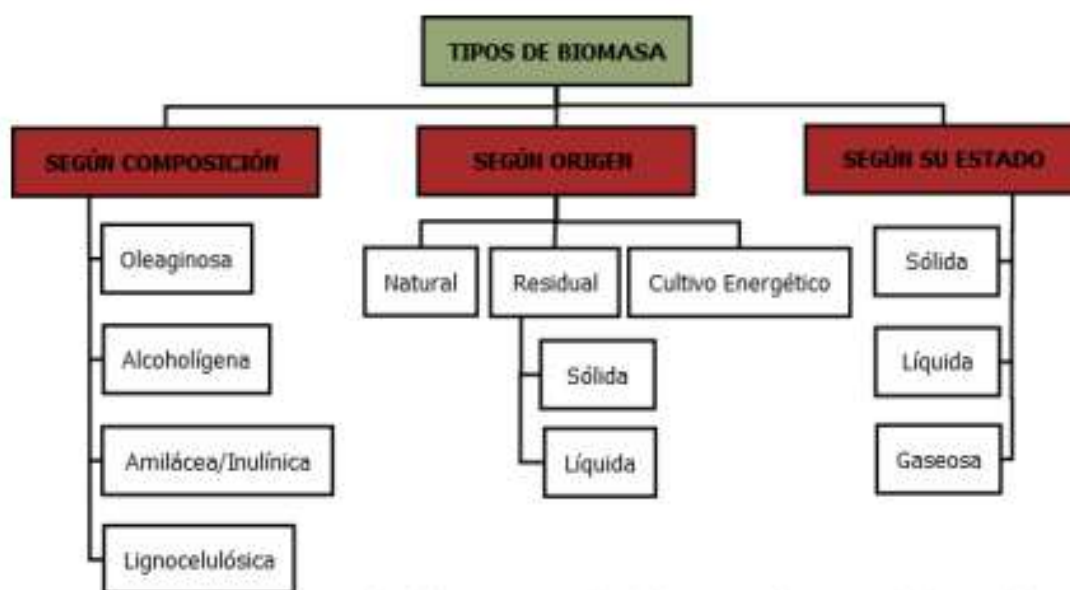 TIPOS DE BIOMASA
SEGÚN COMPOSICIÓN
Oleaginosa
Alcoholígena
Amilácea/Inulínica
Lignocelulósica
SEGÚN ORIGEN
Natural
Residual
Cultivo Energético
Sólida
Líquida
SEGÚN SU ESTADO
Sólida
Líquida
Gaseosa